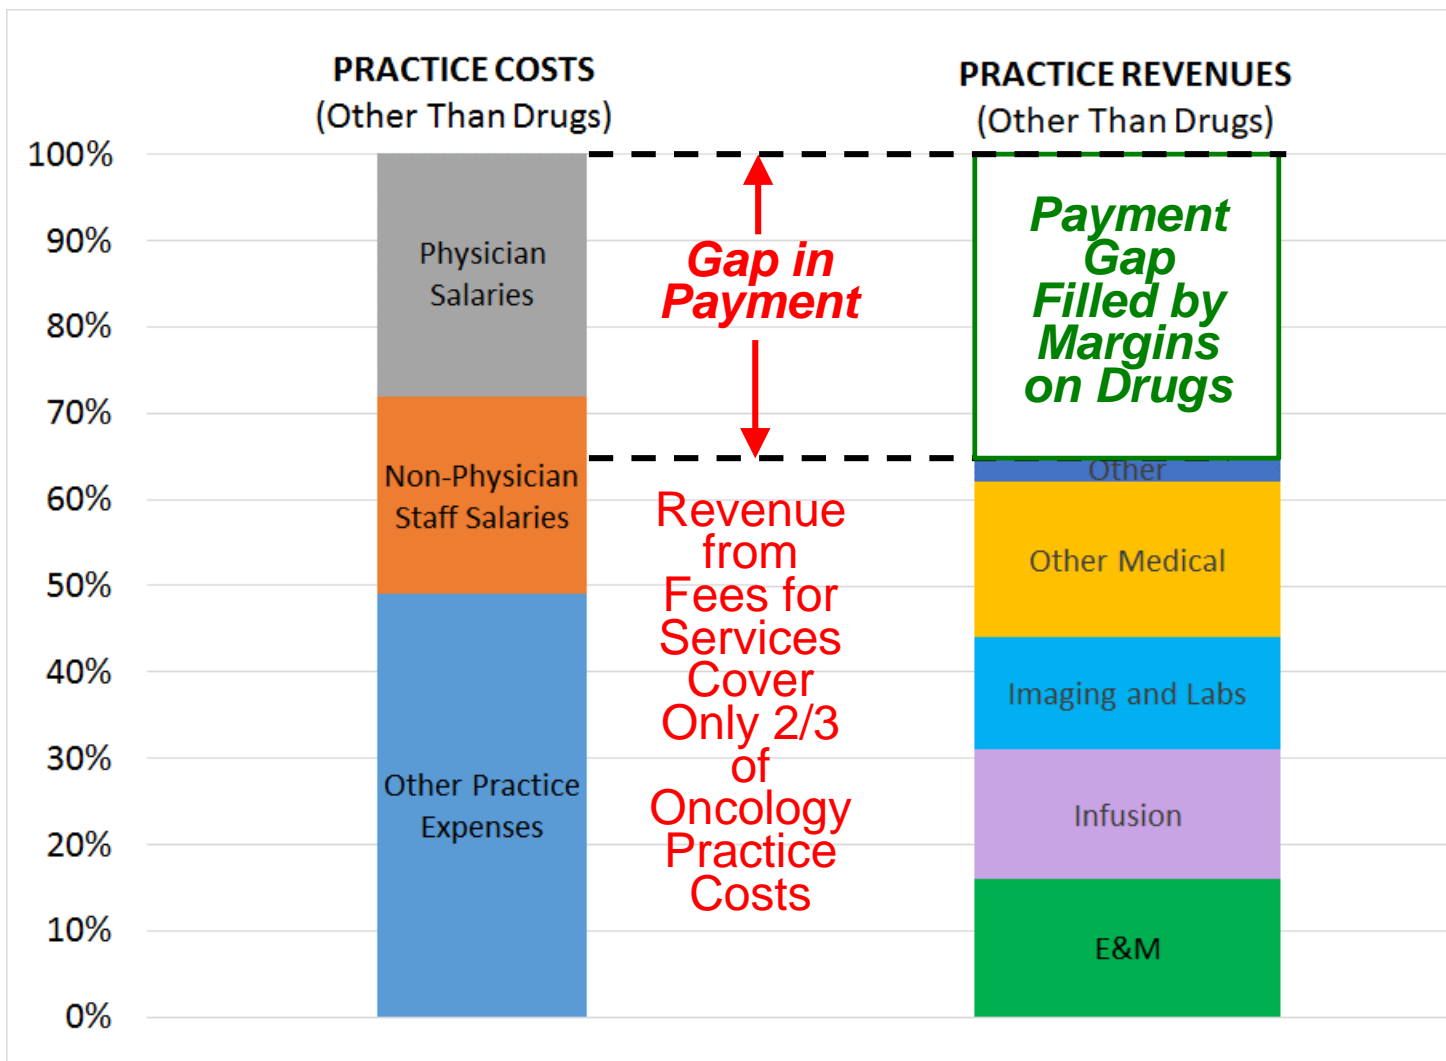 PRACTICE COSTS
(Other Than Drugs)
PRACTICE REVENUES
(Other Than Drugs)
100%
90%
80%
70%
60%
50%
40%
30%
20%
10%
0%
Physician
Salaries
Non-Physician
Staff Salaries
Other Practice
Expenses
Gap in
Payment
Revenue
from
Fees for
Services
Cover
Only 2/3
of
Oncology
Practice
Costs
Payment
Gap
Filled by
Margins
on Drugs
Other
Other Medical
Imaging and Labs
Infusion
E&M